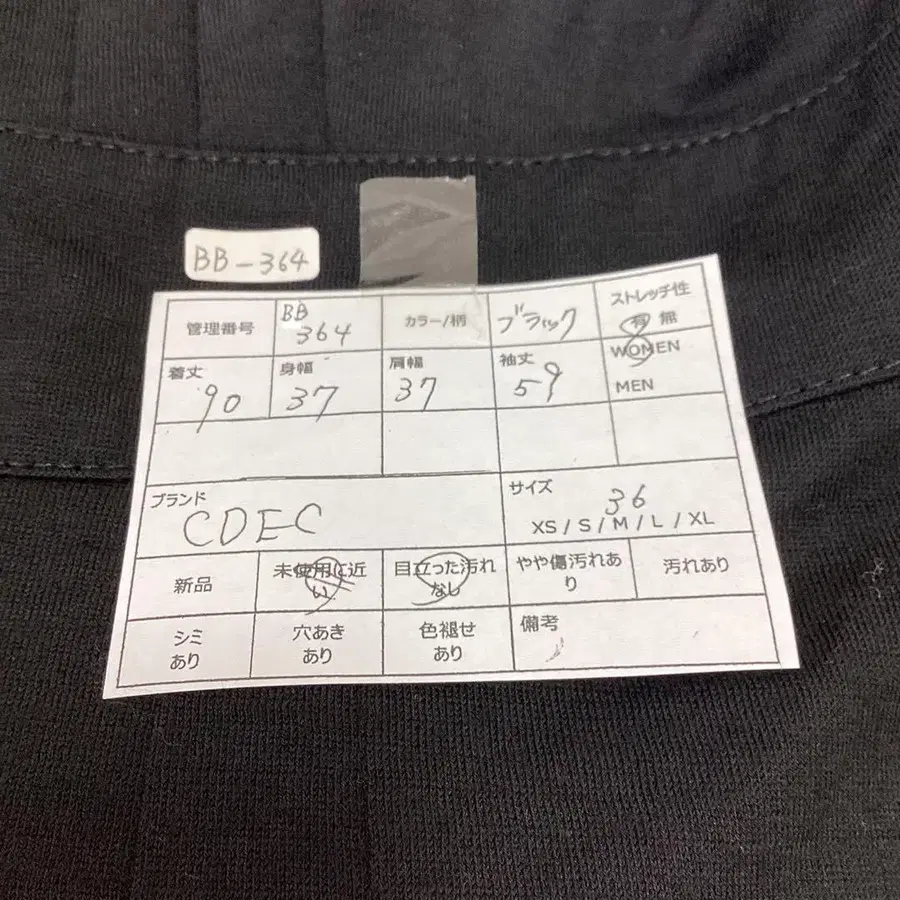 BB-364
管理番号 BB 364 カラー/柄 ブラック ストレッチ性
有 無
着丈 身幅 肩幅 袖丈 WOMEN
90 37 37 59 MEN
ブランド サイズ
CDEC 36
XS / S / M / L / XL
新品 未使用に近い 目立った汚れなし やや傷汚れあり 汚れあり
シミあり 穴あきあり 色褪せあり 備考